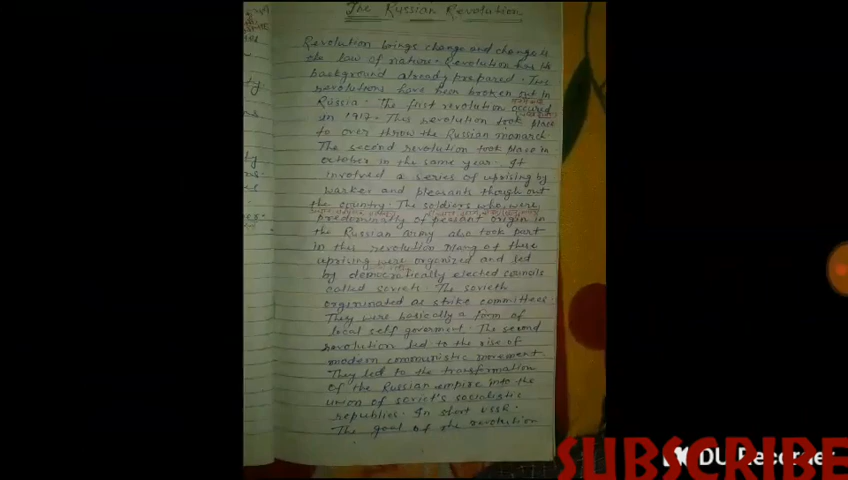 The Russian Revolution
Revolution brings change and change is
the law of nature. Revolution has its
background already prepared. Two
revolutions have been broken out in
Russia. The first revolution occured
in 1917. This revolution took place
to over throw the Russian monarch.
The second revolution took place in
october in the same year. It
involved a series of uprising by
worker and pleasants though out
the country. The soldiers who were
predominatly of peasant origin in
the Russian Army also took part
in this revolution Many of these
uprising were organized and led
by democratically elected councils
called soviets. The soviets
orgininated as strike committees.
They were basically a form of
local self goverment. The second
revolution led to the rise of
modern communistic movement
They led to the transformation
of the Russian empire into the
union of soviet's socialistic
republics. In short USSR.
The goal of the revolution
SUBSCRIBE
DU Recorder